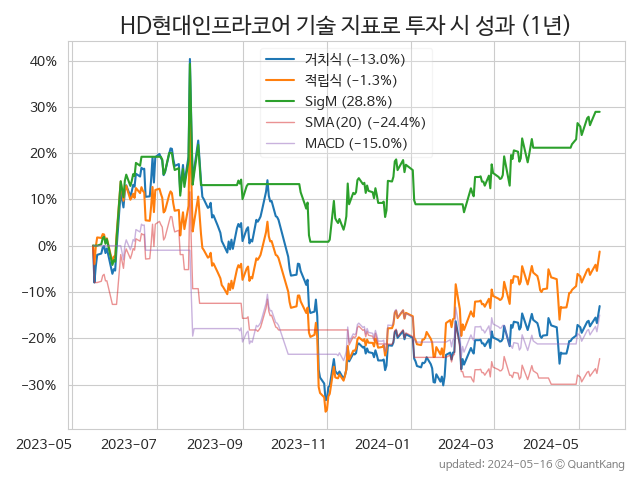 HD현대인프라코어 기술 지표로 투자 시 성과 (1년)
거치식 (−13.0%)
적립식 (−1.3%)
SigM (28.8%)
SMA(20) (−24.4%)
MACD (−15.0%)
40%
30%
20%
10%
0%
−10%
−20%
−30%
2023-05 2023-07 2023-09 2023-11 2024-01 2024-03 2024-05
updated: 2024-05-16 © QuantKang